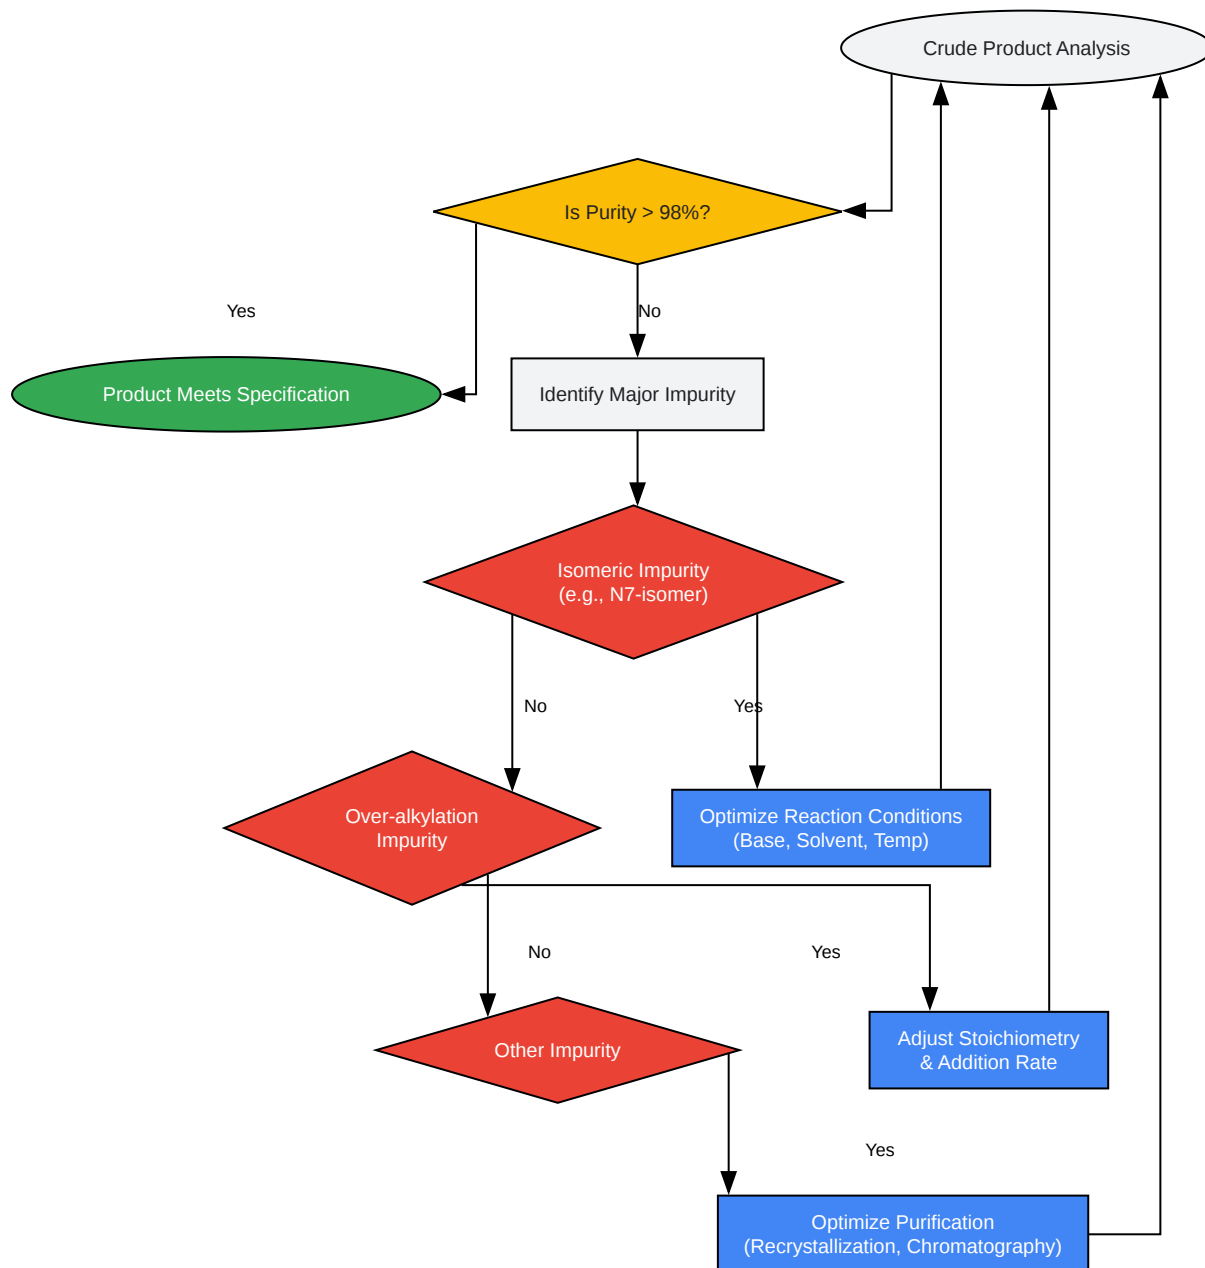 Crude Product Analysis
Is Purity > 98%?
Yes
No
Product Meets Specification
Identify Major Impurity
Isomeric Impurity
(e.g., N7-isomer)
No
Yes
Over-alkylation
Impurity
Optimize Reaction Conditions
(Base, Solvent, Temp)
No
Yes
Other Impurity
Adjust Stoichiometry
& Addition Rate
Yes
Optimize Purification
(Recrystallization, Chromatography)